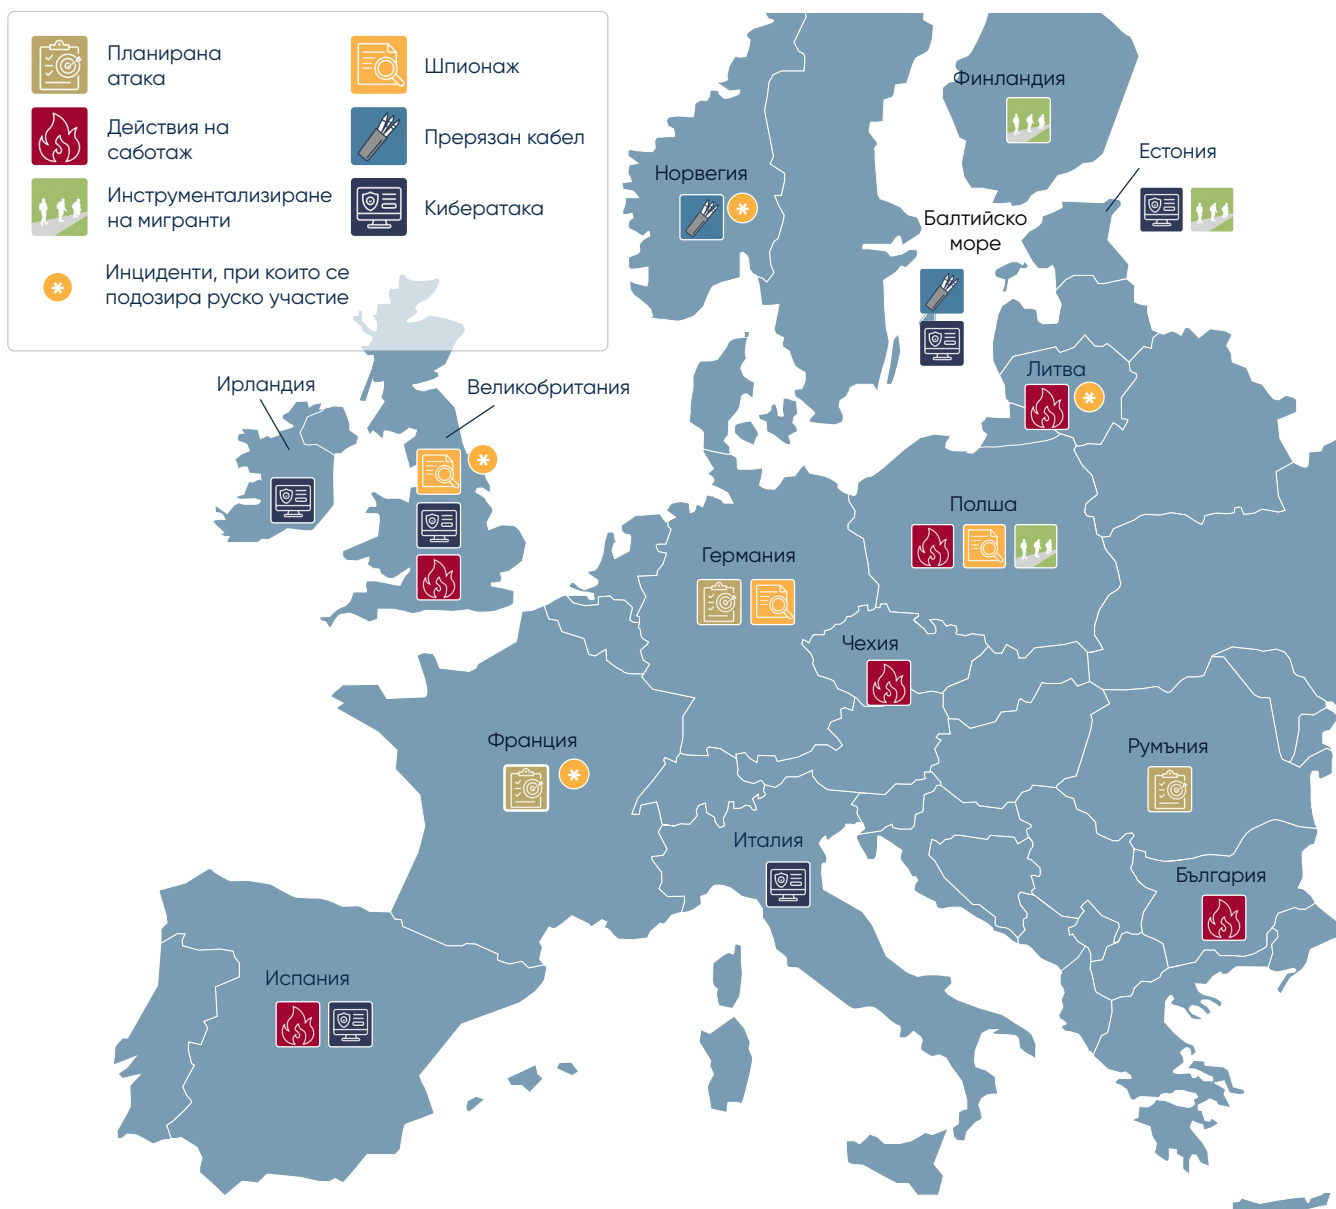 Планирана
атака
Шпионаж
Действия на
саботаж
Прерязан кабел
Инструментализиране
на мигранти
Кибератака
Инциденти, при които се
подозира руско участие
Финландия
Естония
Норвегия
Балтийско
море
Литва
Ирландия
Великобритания
Полша
Германия
Чехия
Франция
Румъния
Италия
България
Испания